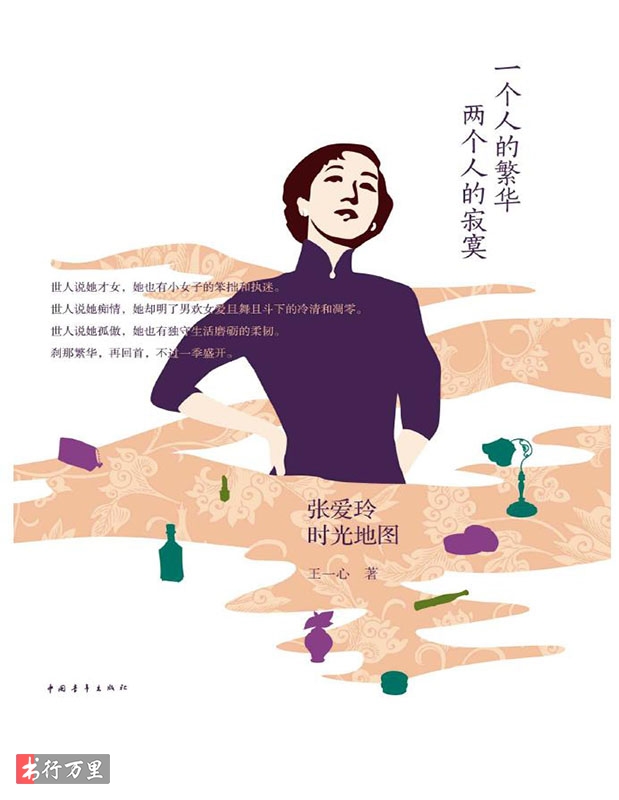 一个人的繁华
两个人的寂寞
世人说她才女，她也有小女子的笨拙和执迷。
世人说她痴情，她却明了男欢女爱且舞且斗下的冷清和凋零。
世人说她孤傲，她也有独守生活磨砺的柔韧。
刹那繁华，再回首，不过一季盛开。
张爱玲
时光地图
王一心 著
中国青年出版社
书行万里